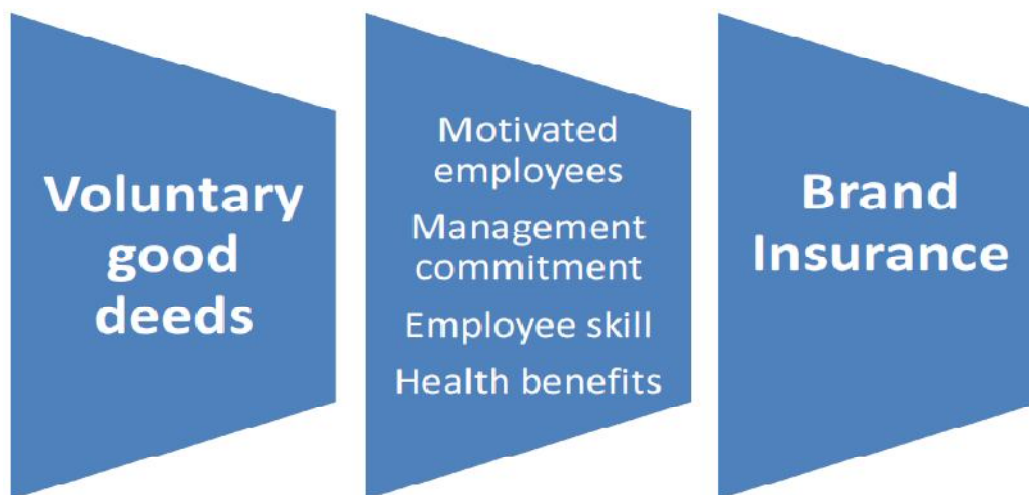 Voluntary
good
deeds
Motivated
employees
Management
commitment
Employee skill
Health benefits
Brand
Insurance